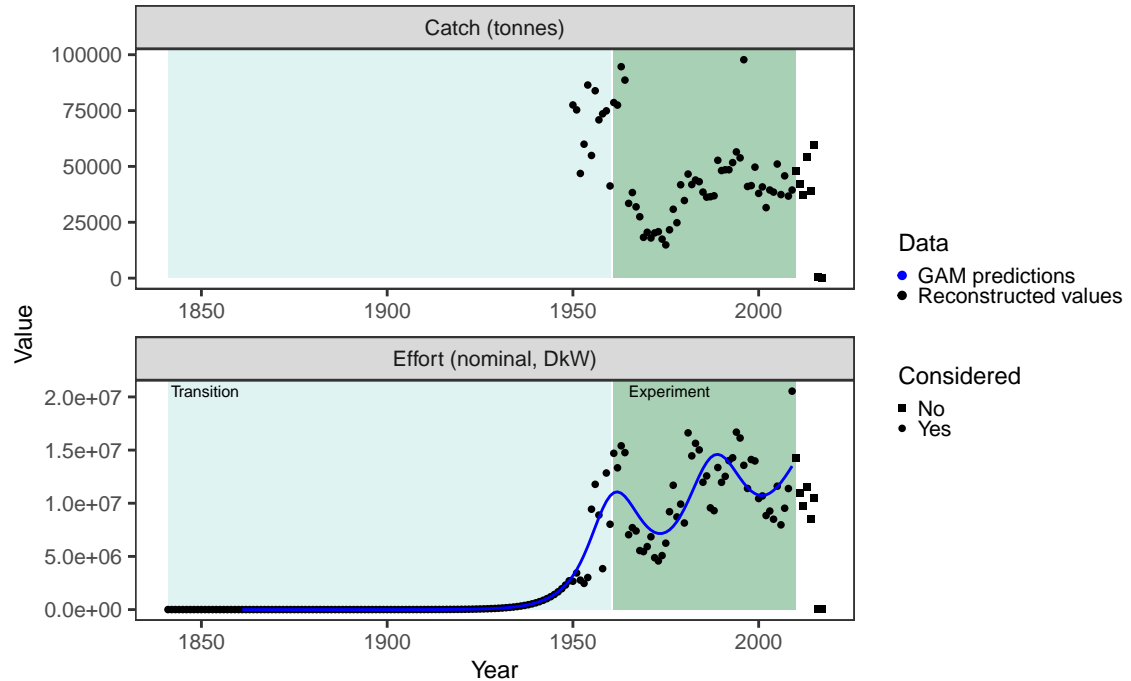 Catch (tonnes)
100000
75000
50000
25000
0
1850 1900 1950 2000
Value
Effort (nominal, DkW)
Transition Experiment
2.0e+07
1.5e+07
1.0e+07
5.0e+06
0.0e+00
1850 1900 1950 2000
Year
Data
GAM predictions
Reconstructed values
Considered
No
Yes